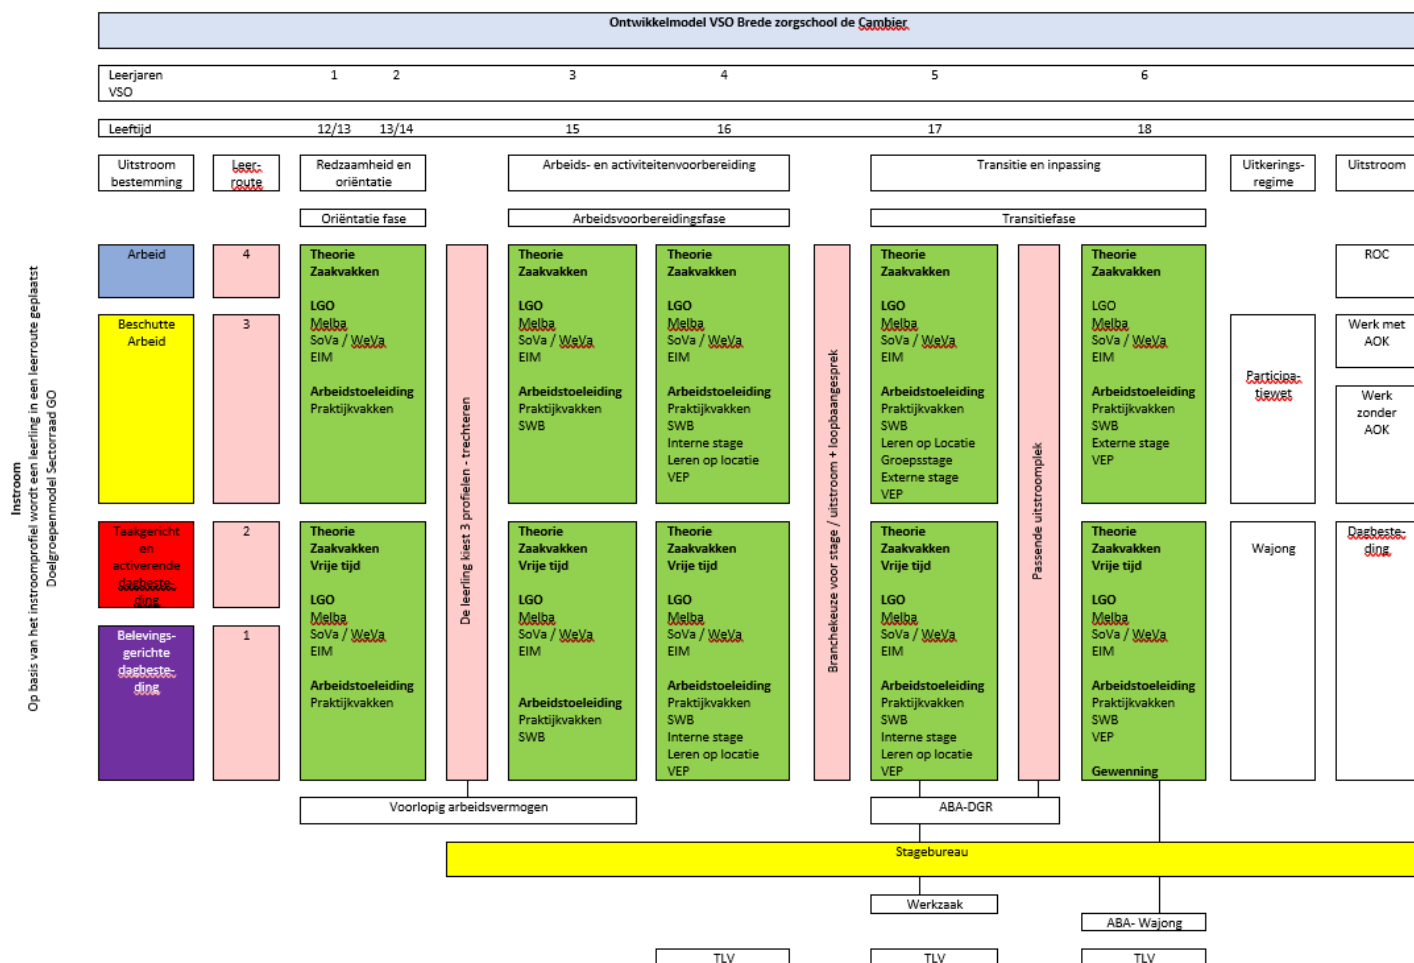 Ontwikkelmodel VSO Brede zorgschool de Cambier
Leerjaren 1 2 3 4 5 6
VSO
Leeftijd 12/13 13/14 15 16 17 18
Uitstroom
bestemming
Leer-
route
Redzaamheid en
oriëntatie
Arbeids- en activiteitenvoorbereiding
Transitie en inpassing
Uitkerings-
regime
Uitstroom
Oriëntatie fase
Arbeidsvoorbereidingsfase
Transitiefase
Instroom
Op basis van het instroomprofiel wordt een leerling in een leerroute geplaatst
Doelgroepenmodel Sectorraad GO
Arbeid
4
Beschutte
Arbeid
3
Theorie
Zaakvakken
LGO
Melba
SoVa / WeVa
EIM
Arbeidstoeleiding
Praktijkvakken
De leerling kiest 3 profielen - trechteren
Theorie
Zaakvakken
LGO
Melba
SoVa / WeVa
EIM
Arbeidstoeleiding
Praktijkvakken
SWB
Theorie
Zaakvakken
LGO
Melba
SoVa / WeVa
EIM
Arbeidstoeleiding
Praktijkvakken
SWB
Interne stage
Leren op locatie
VEP
Branchekeuze voor stage / uitstroom + loopbaangesprek
Theorie
Zaakvakken
LGO
Melba
SoVa / WeVa
EIM
Arbeidstoeleiding
Praktijkvakken
SWB
Leren op Locatie
Groepsstage
Externe stage
VEP
Passende uitstroomplek
Theorie
Zaakvakken
LGO
Melba
SoVa / WeVa
EIM
Arbeidstoeleiding
Praktijkvakken
SWB
Externe stage
VEP
Participa-
tiewet
ROC
Werk met
AOK
Werk
zonder
AOK
Taakgericht
en
activerende
dagbeste-
ding
2
Belevings-
gerichte
dagbeste-
ding
1
Theorie
Zaakvakken
Vrije tijd
LGO
Melba
SoVa / WeVa
EIM
Arbeidstoeleiding
Praktijkvakken
Theorie
Zaakvakken
Vrije tijd
LGO
Melba
SoVa / WeVa
EIM
Arbeidstoeleiding
Praktijkvakken
SWB
Theorie
Zaakvakken
Vrije tijd
LGO
Melba
SoVa / WeVa
EIM
Arbeidstoeleiding
Praktijkvakken
SWB
Interne stage
Leren op locatie
VEP
Theorie
Zaakvakken
Vrije tijd
LGO
Melba
SoVa / WeVa
EIM
Arbeidstoeleiding
Praktijkvakken
SWB
Interne stage
Leren op locatie
VEP
Theorie
Zaakvakken
Vrije tijd
LGO
Melba
SoVa / WeVa
EIM
Arbeidstoeleiding
Praktijkvakken
SWB
VEP
Gewenning
Wajong
Dagbeste-
ding
Voorlopig arbeidsvermogen
ABA-DGR
Stagebureau
Werkzaak
ABA- Wajong
TLV
TLV
TLV